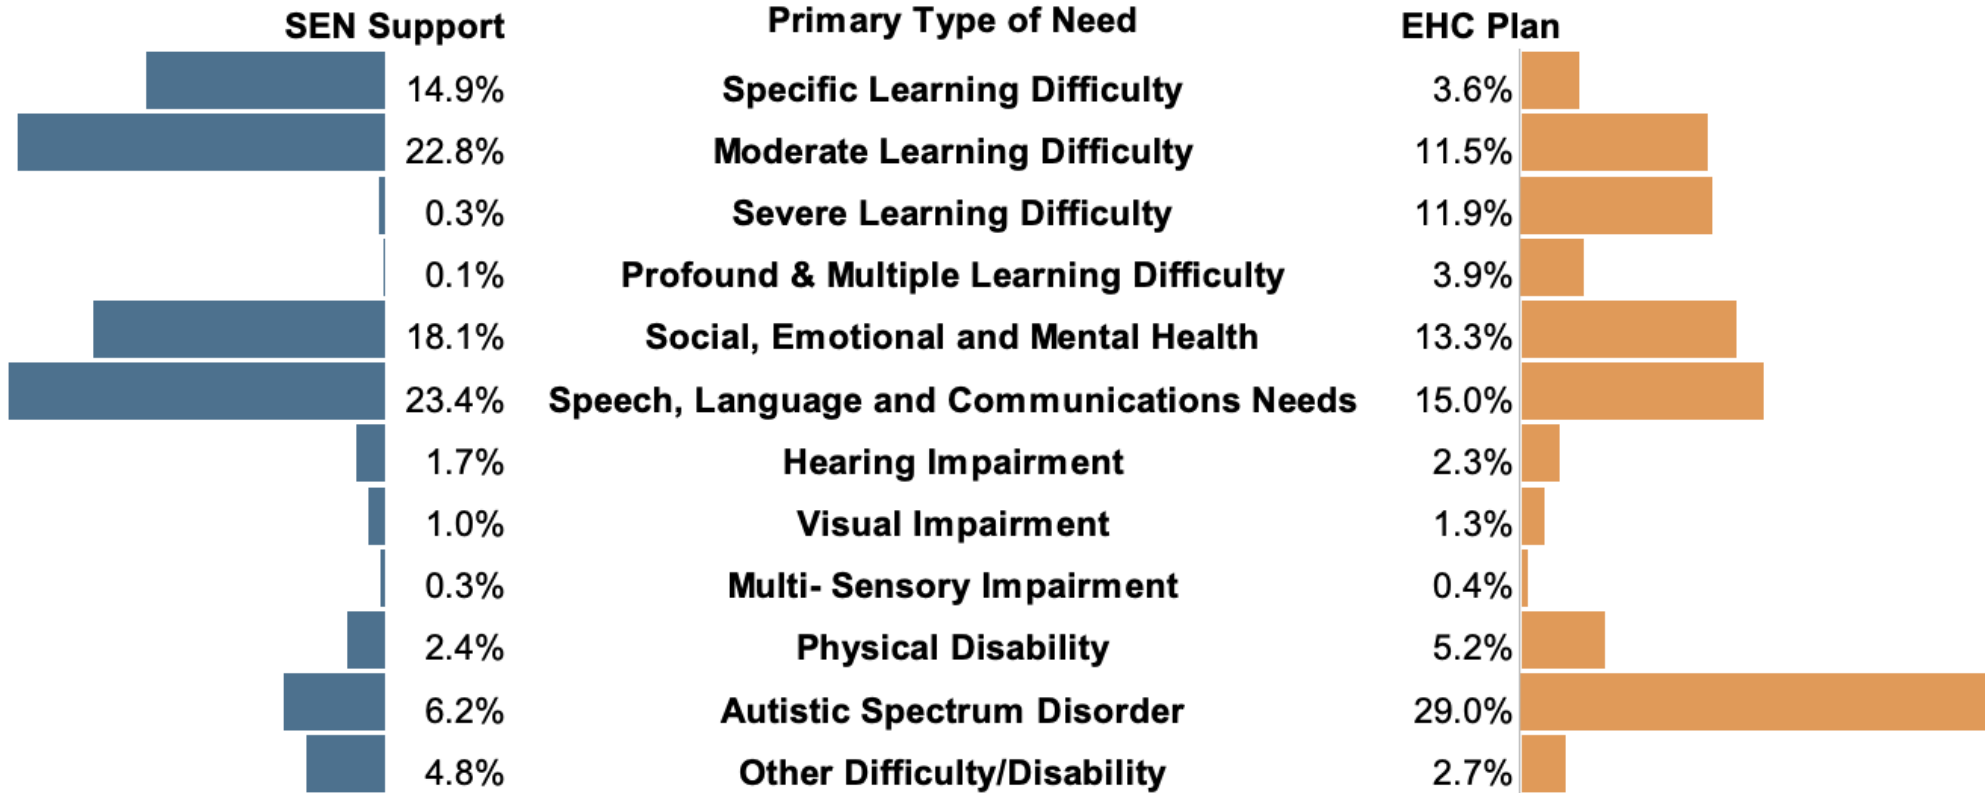 SEN Support Primary Type of Need EHC Plan
14.9% Specific Learning Difficulty 3.6%
22.8% Moderate Learning Difficulty 11.5%
0.3% Severe Learning Difficulty 11.9%
0.1% Profound & Multiple Learning Difficulty 3.9%
18.1% Social, Emotional and Mental Health 13.3%
23.4% Speech, Language and Communications Needs 15.0%
1.7% Hearing Impairment 2.3%
1.0% Visual Impairment 1.3%
0.3% Multi- Sensory Impairment 0.4%
2.4% Physical Disability 5.2%
6.2% Autistic Spectrum Disorder 29.0%
4.8% Other Difficulty/Disability 2.7%